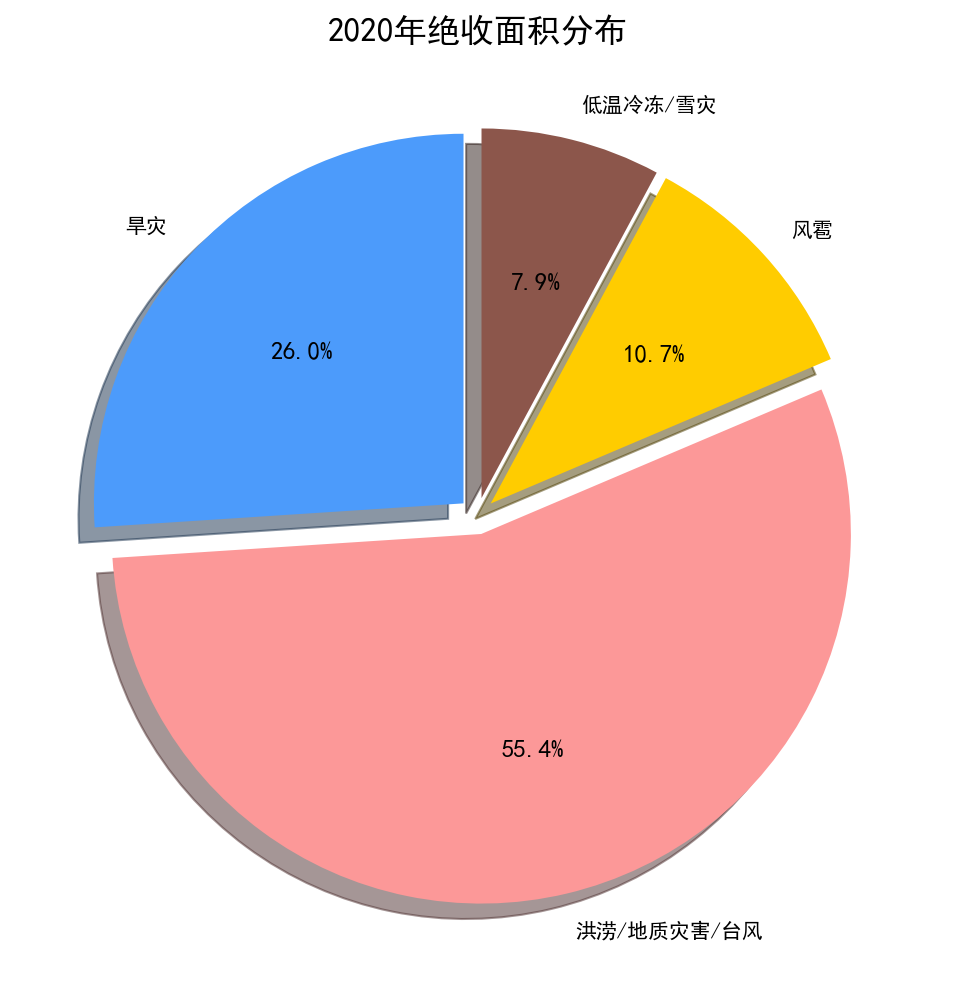 2020年绝收面积分布
低温冷冻/雪灾
旱灾
风雹
7.9%
26.0%
10.7%
55.4%
洪涝/地质灾害/台风